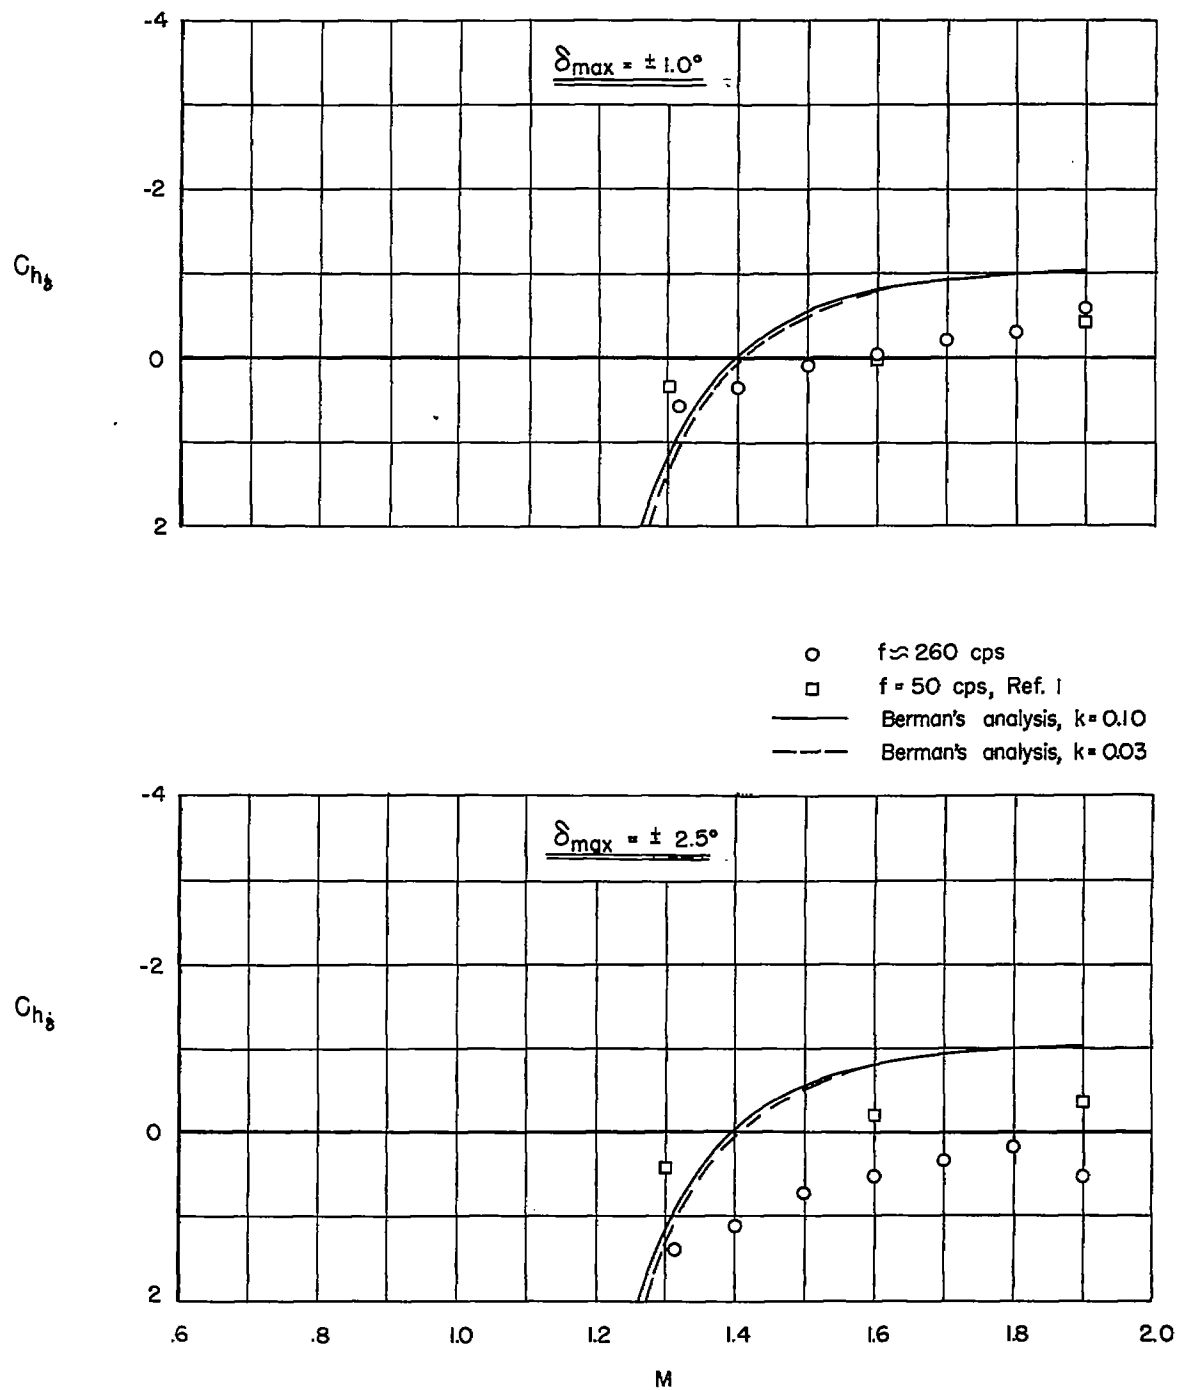 -4
δmax = ± 1.0°
-2
Chδ̇
0
2
○ f ≈ 260 cps
□ f = 50 cps, Ref. 1
Berman's analysis, k = 0.10
Berman's analysis, k = 0.03
-4
δmax = ± 2.5°
-2
Chδ̇
0
2
.6 .8 1.0 1.2 1.4 1.6 1.8 2.0
M